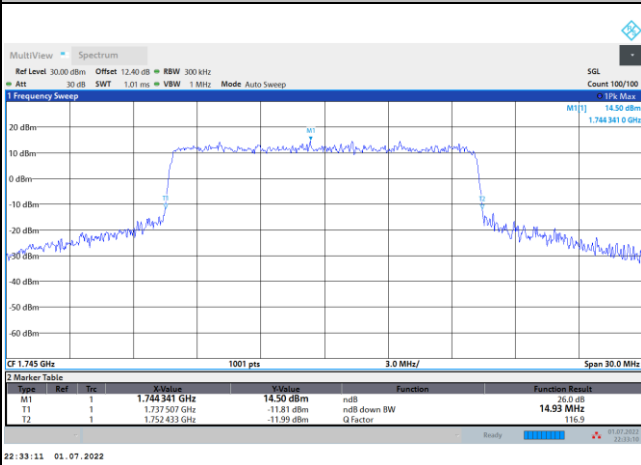 MultiView Spectrum
Ref Level 30.00 dBm Offset 12.40 dB RBW 300 kHz SGL
Att 30 dB SWT 1.01 ms VBW 1 MHz Mode Auto Sweep Count 100/100
1 Frequency Sweep 1Pk Max
M1[1] 14.50 dBm
1.744 341 0 GHz
M1
20 dBm
10 dBm
0 dBm
T1 T2
-10 dBm
-20 dBm
-30 dBm
-40 dBm
-50 dBm
-60 dBm
CF 1.745 GHz 1001 pts 3.0 MHz/ Span 30.0 MHz
2 Marker Table
Type Ref Trc X-Value Y-Value Function Function Result
M1 1 1.744 341 GHz 14.50 dBm ndB 26.0 dB
T1 1 1.737 507 GHz -11.81 dBm ndB down BW 14.93 MHz
T2 1 1.752 433 GHz -11.99 dBm Q Factor 116.9
Ready 01.07.2022
22:33:10
22:33:11 01.07.2022